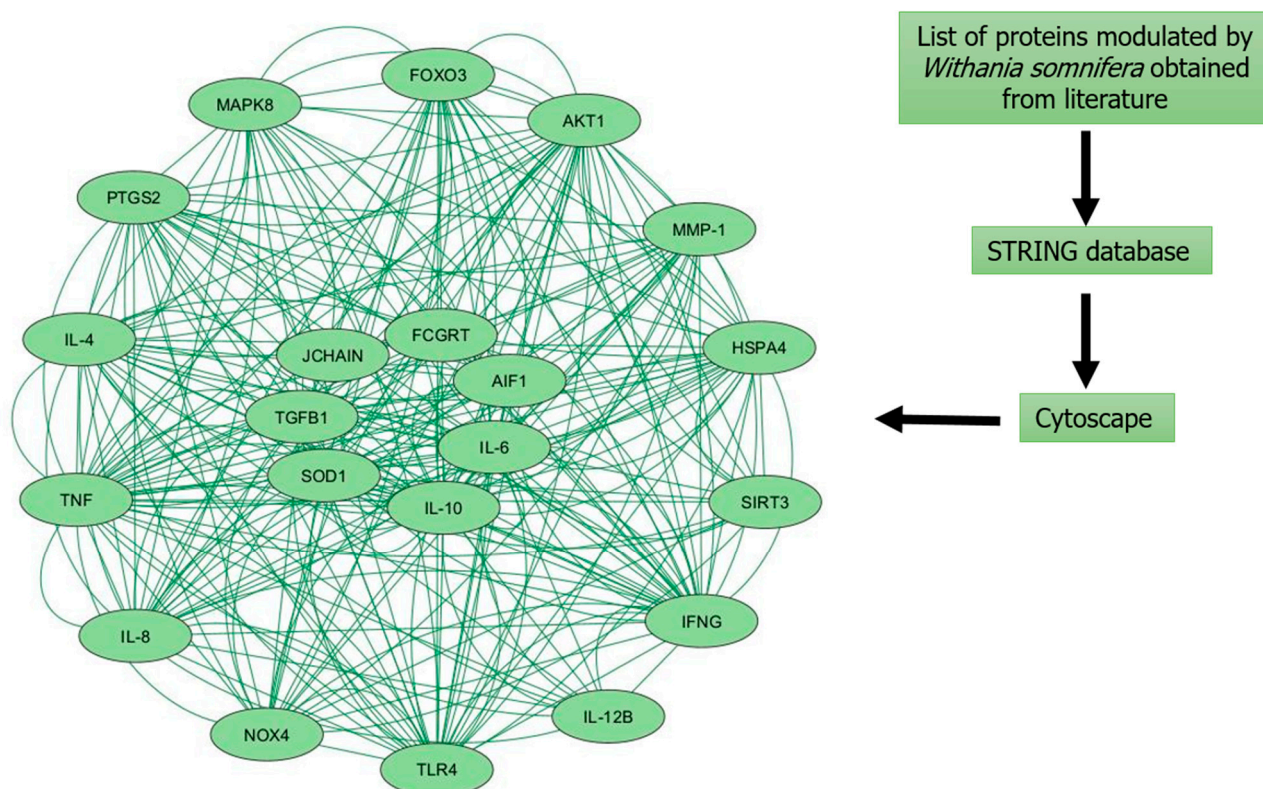 FOXO3
MAPK8
AKT1
PTGS2
MMP-1
IL-4
FCGRT
JCHAIN
HSPA4
AIF1
TGFB1
IL-6
SOD1
TNF
IL-10
SIRT3
IL-8
IFNG
IL-12B
NOX4
TLR4
List of proteins modulated by
Withania somnifera obtained
from literature
STRING database
Cytoscape